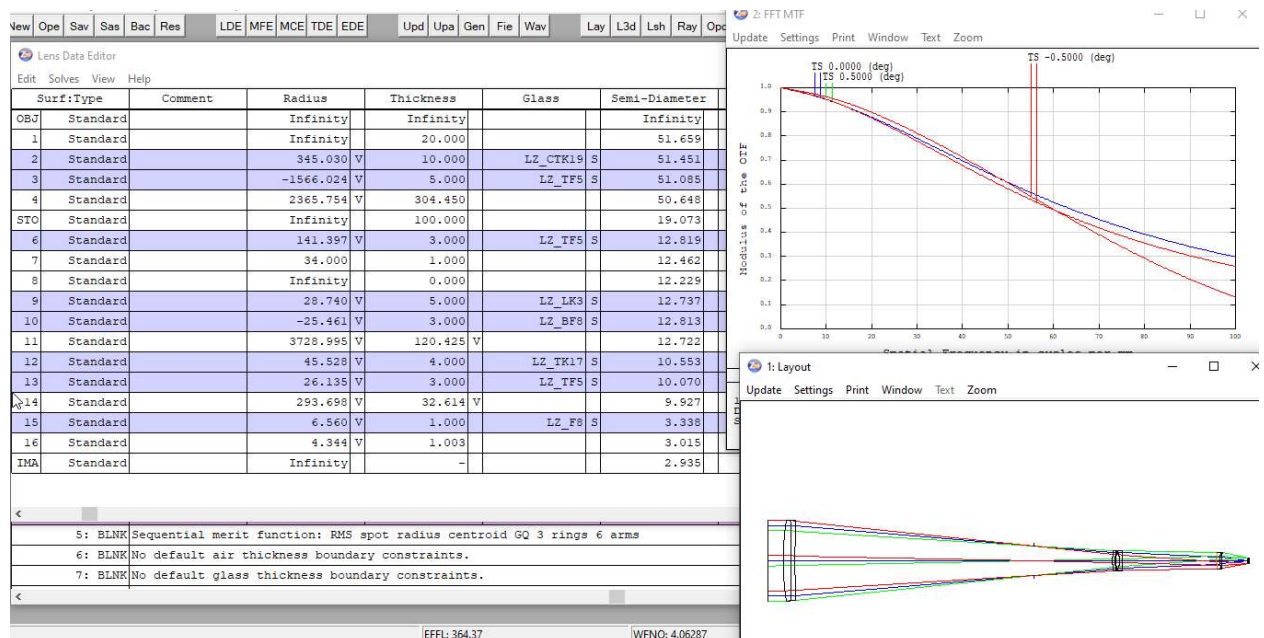 New Ope Sav Sas Bac Res LDE MFE MCE TDE EDE Upd Upa Gen Fie Wav Lay L3d Lsh Ray
Lens Data Editor
Edit Solves View Help
Surf:Type Comment Radius Thickness Glass Semi-Diameter
OBJ Standard Infinity Infinity Infinity
1 Standard Infinity 20.000 51.659
2 Standard 345.030 V 10.000 LZ_CTK19 S 51.451
3 Standard -1566.024 V 5.000 LZ_TF5 S 51.085
4 Standard 2365.754 V 304.450 50.648
STO Standard Infinity 100.000 19.073
6 Standard 141.397 V 3.000 LZ_TF5 S 12.819
7 Standard 34.000 1.000 12.462
8 Standard Infinity 0.000 12.229
9 Standard 28.740 V 5.000 LZ_LK3 S 12.737
10 Standard -25.461 V 3.000 LZ_BF8 S 12.813
11 Standard 3728.995 V 120.425 V 12.722
12 Standard 45.528 V 4.000 LZ_TK17 S 10.553
13 Standard 26.135 V 3.000 LZ_TF5 S 10.070
14 Standard 293.698 V 32.614 V 9.927
15 Standard 6.560 V 1.000 LZ_F8 S 3.338
16 Standard 4.344 V 1.003 3.015
IMA Standard Infinity - 2.935
5: BLNK Sequential merit function: RMS spot radius centroid GQ 3 rings 6 arms
6: BLNK No default air thickness boundary constraints.
7: BLNK No default glass thickness boundary constraints.
EFFL: 364.37 WFNO: 4.06287
2: FFT MTF
Update Settings Print Window Text Zoom
TS 0.0000 (deg)
TS 0.5000 (deg)
TS -0.5000 (deg)
Modulus of the OTF
1.0
0.9
0.8
0.7
0.6
0.5
0.4
0.3
0.2
0.1
0.0
0 10 20 30 40 50 60 70 80 90 100
Spatial Frequency in cycles per mm
1: Layout
Update Settings Print Window Text Zoom